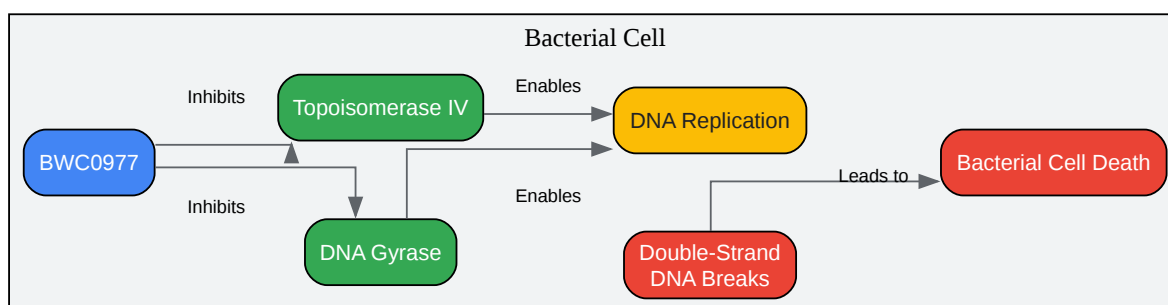 Bacterial Cell
Inhibits
Enables
Topoisomerase IV
DNA Replication
BWC0977
Bacterial Cell Death
Leads to
Inhibits
Enables
DNA Gyrase
Double-Strand
DNA Breaks